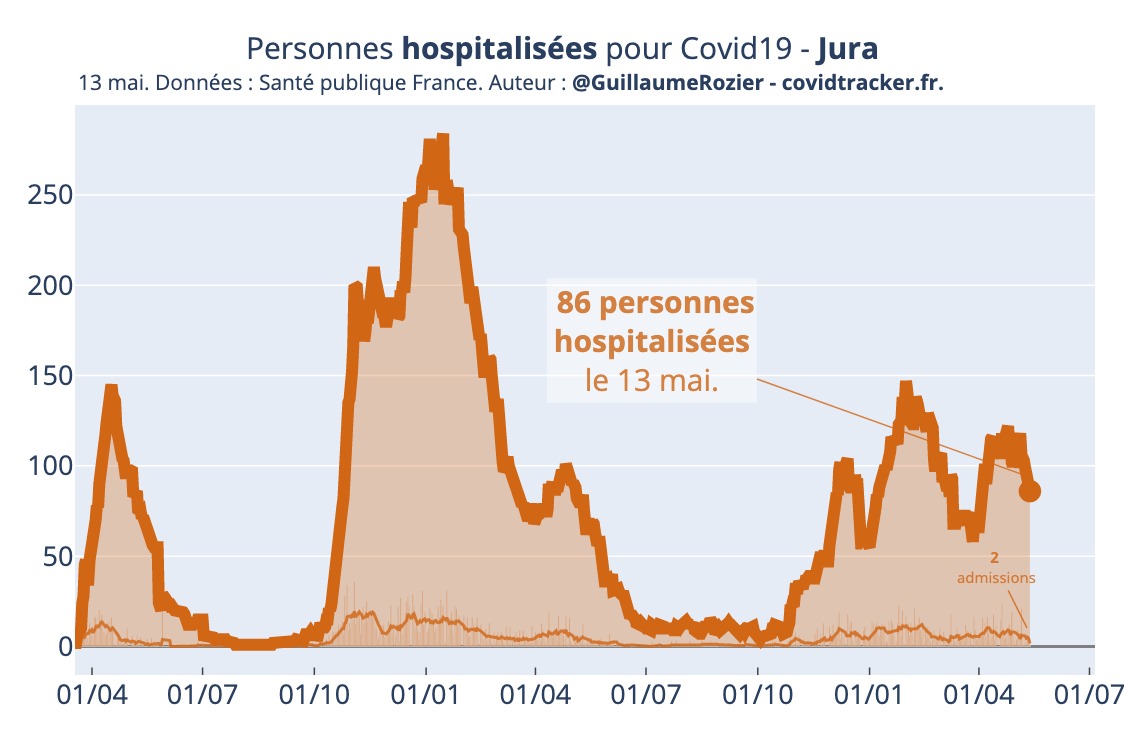 Personnes hospitalisées pour Covid19 - Jura
13 mai. Données : Santé publique France. Auteur : @GuillaumeRozier - covidtracker.fr.
250
200
150
100
50
0
86 personnes
hospitalisées
le 13 mai.
2
admissions
01/04 01/07 01/10 01/01 01/04 01/07 01/10 01/01 01/04 01/07